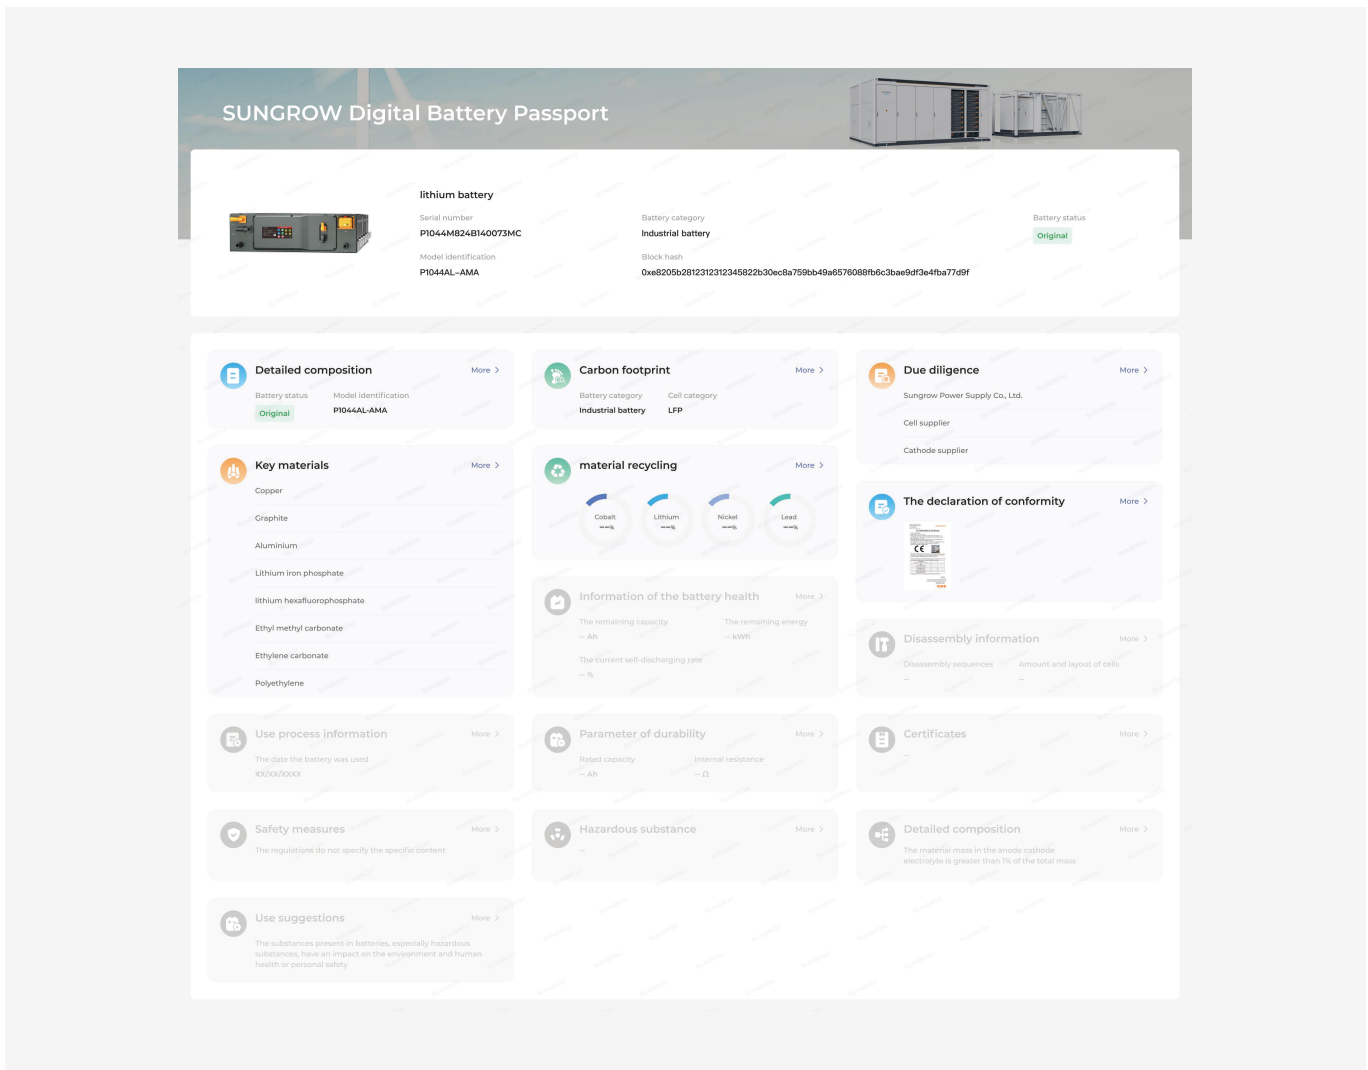 SUNGROW Digital Battery Passport
lithium battery
Serial number
P1044M824B140073MC
Battery category
Industrial battery
Battery status
Original
Model identification
P1044AL-AMA
Block hash
0xe8205b2812312312345822b30ec8a759bb49a6576088fb6c3bae9df3e4fba77d9f
Detailed composition
More >
Battery status
Model identification
Original
P1044AL-AMA
Carbon footprint
More >
Battery category
Cell category
Industrial battery
LFP
Due diligence
More >
Sungrow Power Supply Co., Ltd.
Cell supplier
Cathode supplier
Key materials
More >
Copper
Graphite
Aluminium
Lithium iron phosphate
lithium hexafluorophosphate
Ethyl methyl carbonate
Ethylene carbonate
Polyethylene
material recycling
More >
Cobalt
--%
Lithium
--%
Nickel
--%
Lead
--%
The declaration of conformity
More >
CE
Information of the battery health
More >
The remaining capacity
The remaining energy
-- Ah
-- kWh
The current self-discharging rate
-- %
Disassembly information
More >
Disassembly sequences
Amount and layout of cells
--
--
Use process information
More >
The date the battery was used
XX/XX/XXXX
Parameter of durability
More >
Rated capacity
Internal resistance
-- Ah
-- Ω
Certificates
More >
--
Safety measures
More >
The regulations do not specify the specific content
Hazardous substance
More >
--
Detailed composition
More >
The material mass in the anode cathode
electrolyte is greater than 1% of the total mass
Use suggestions
More >
The substances present in batteries, especially hazardous
substances, have an impact on the environment and human
health or personal safety